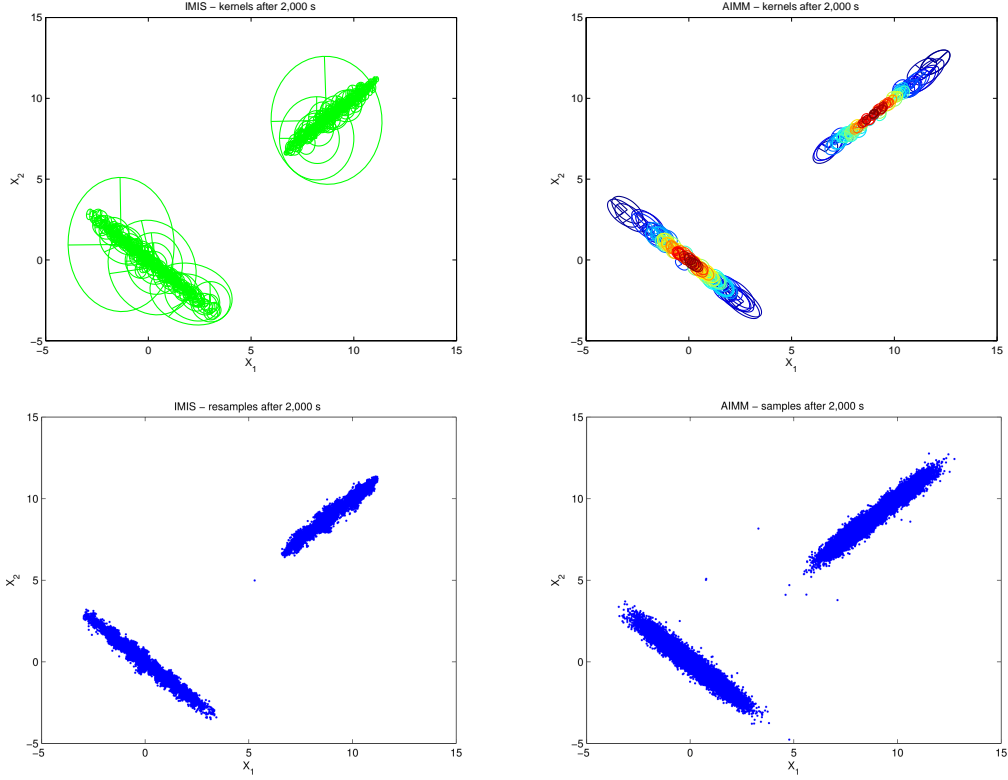 IMIS – kernels after 2,000 s
15
10
5
0
−5
−5 0 5 10 15
X2
X1
AIMM – kernels after 2,000 s
15
10
5
0
−5
−5 0 5 10 15
X2
X1
IMIS – resamples after 2,000 s
15
10
5
0
−5
−5 0 5 10 15
X2
X1
AIMM – samples after 2,000 s
15
10
5
0
−5
−5 0 5 10 15
X2
X1